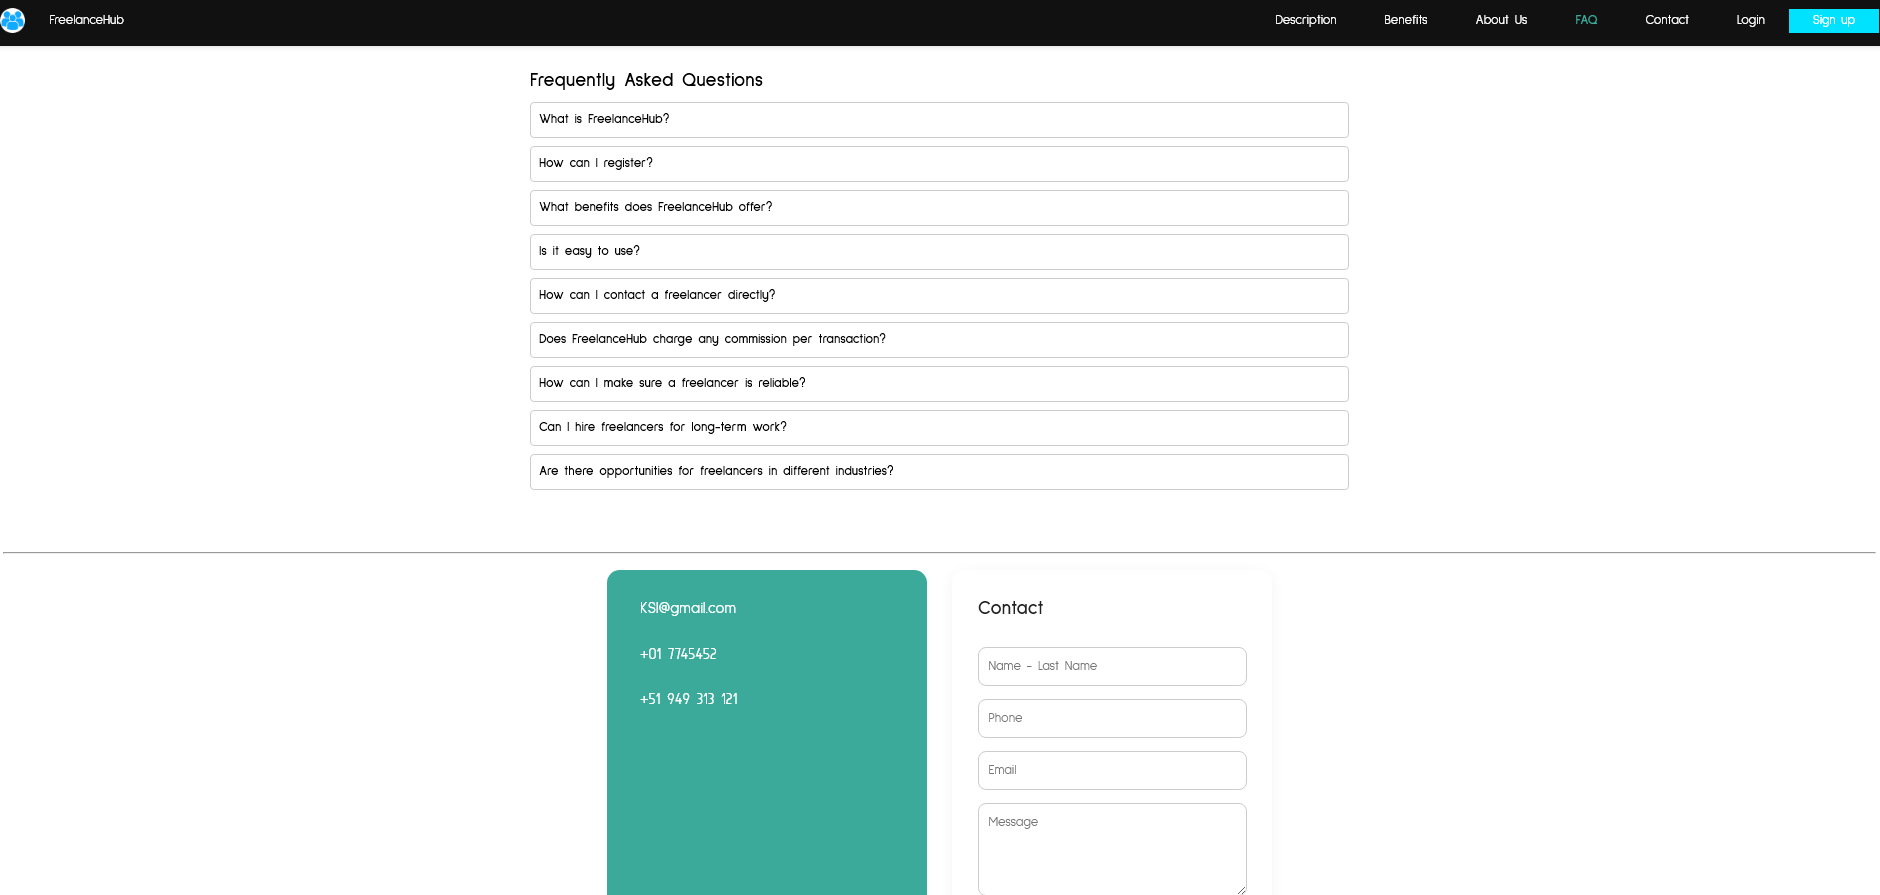 FreelanceHub
Description
Benefits
About Us
FAQ
Contact
Login
Sign up
Frequently Asked Questions
What is FreelanceHub?
How can I register?
What benefits does FreelanceHub offer?
Is it easy to use?
How can I contact a freelancer directly?
Does FreelanceHub charge any commission per transaction?
How can I make sure a freelancer is reliable?
Can I hire freelancers for long-term work?
Are there opportunities for freelancers in different industries?
KSI@gmail.com
+01 7745452
+51 949 313 121
Contact
Name - Last Name
Phone
Email
Message